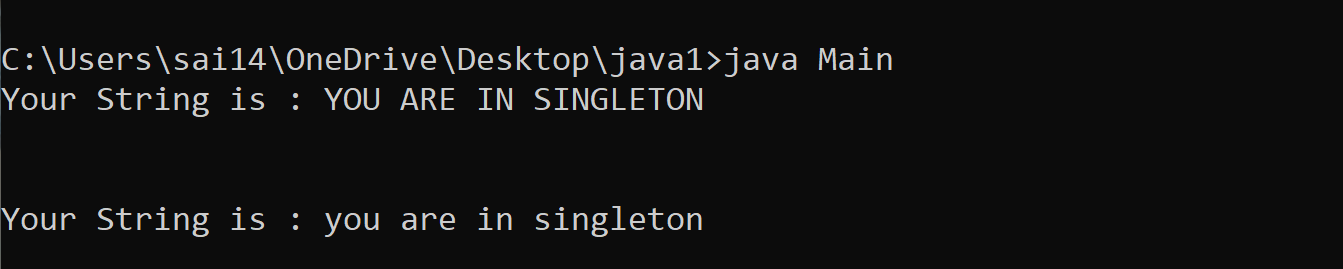 C:\Users\sai14\OneDrive\Desktop\java1>java Main
Your String is : YOU ARE IN SINGLETON
Your String is : you are in singleton